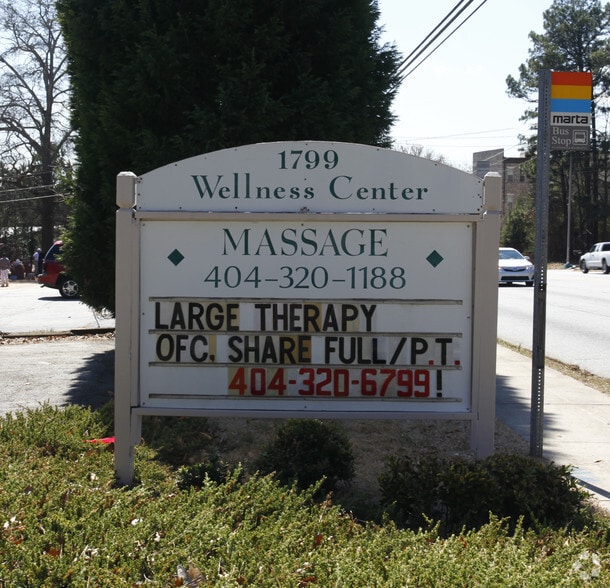 1799
Wellness Center
MASSAGE
404-320-1188
LARGE THERAPY
OFC. SHARE FULL/P.T.
404-320-6799!
marta
Bus
Stop